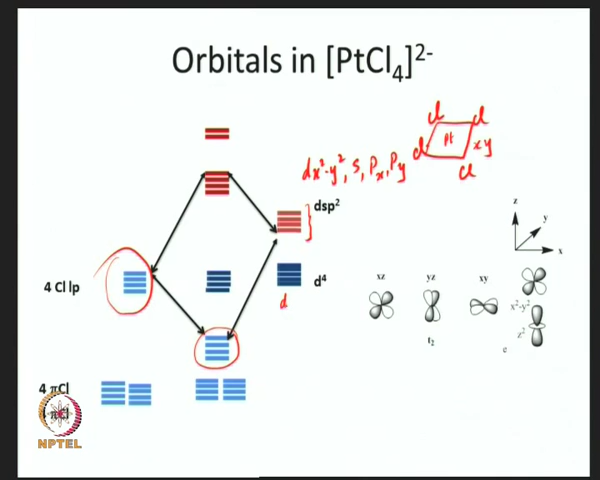 Orbitals in [PtCl4]2-
cl cl
Pt
cl xy
cl
dx²-y², s, Px, Py
dsp²
z
y
x
4 Cl lp
d⁴
d
xz yz xy
x²-y²
z²
t2
e
4 πCl
πCl
NPTEL